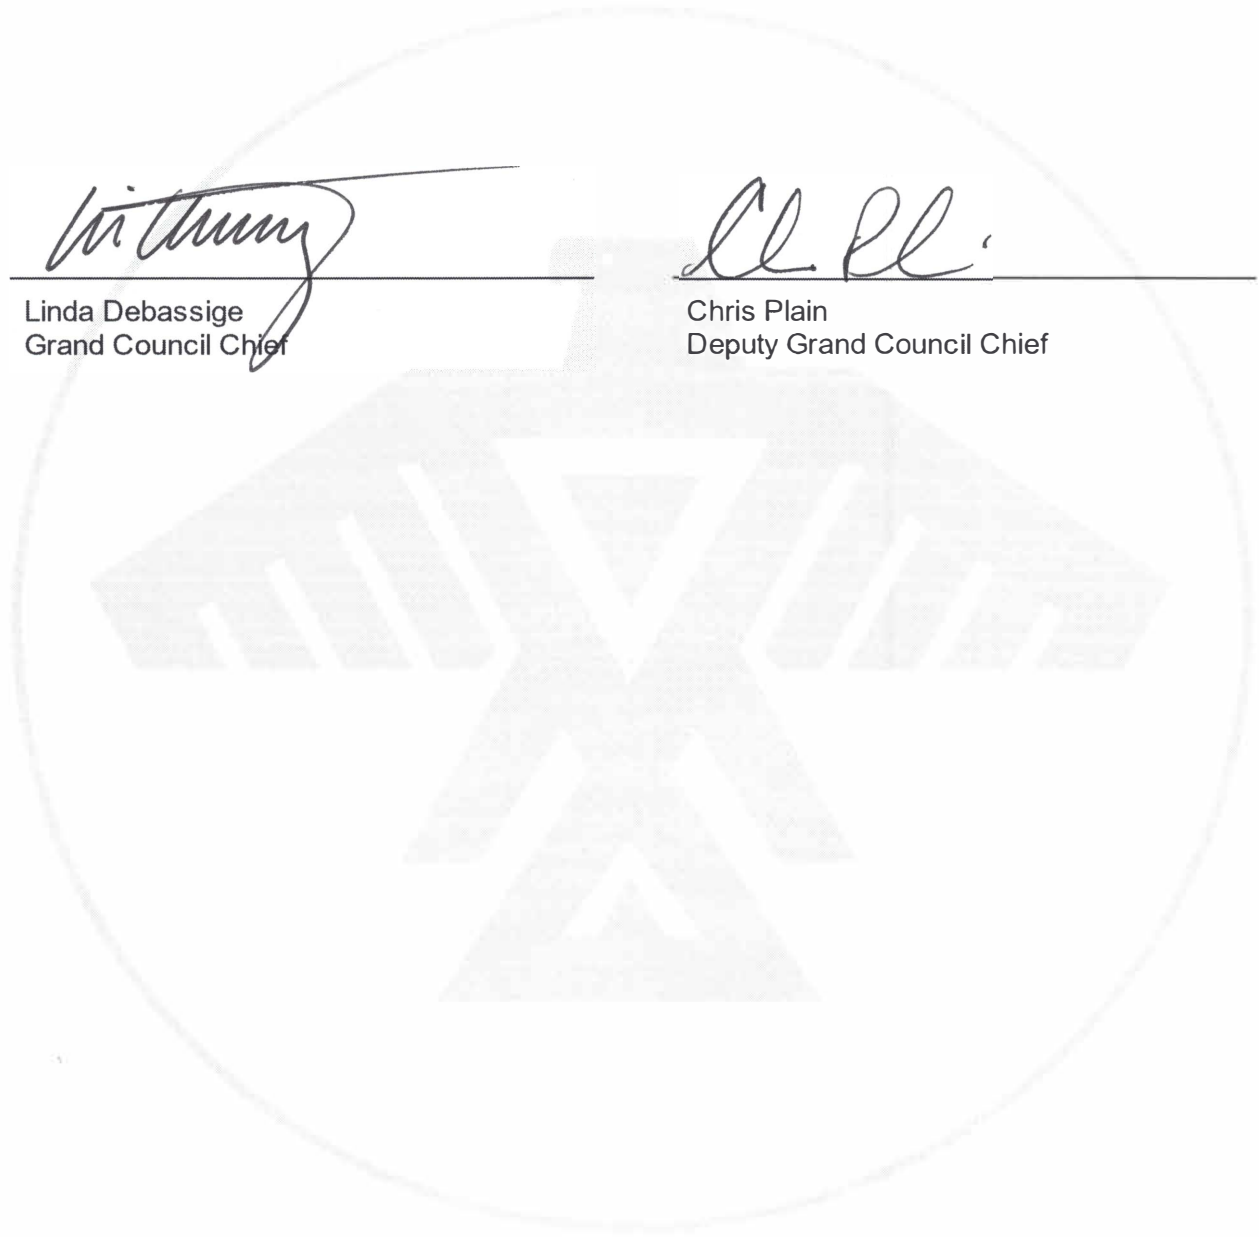 Linda Debassige
Grand Council Chief
Chris Plain
Deputy Grand Council Chief